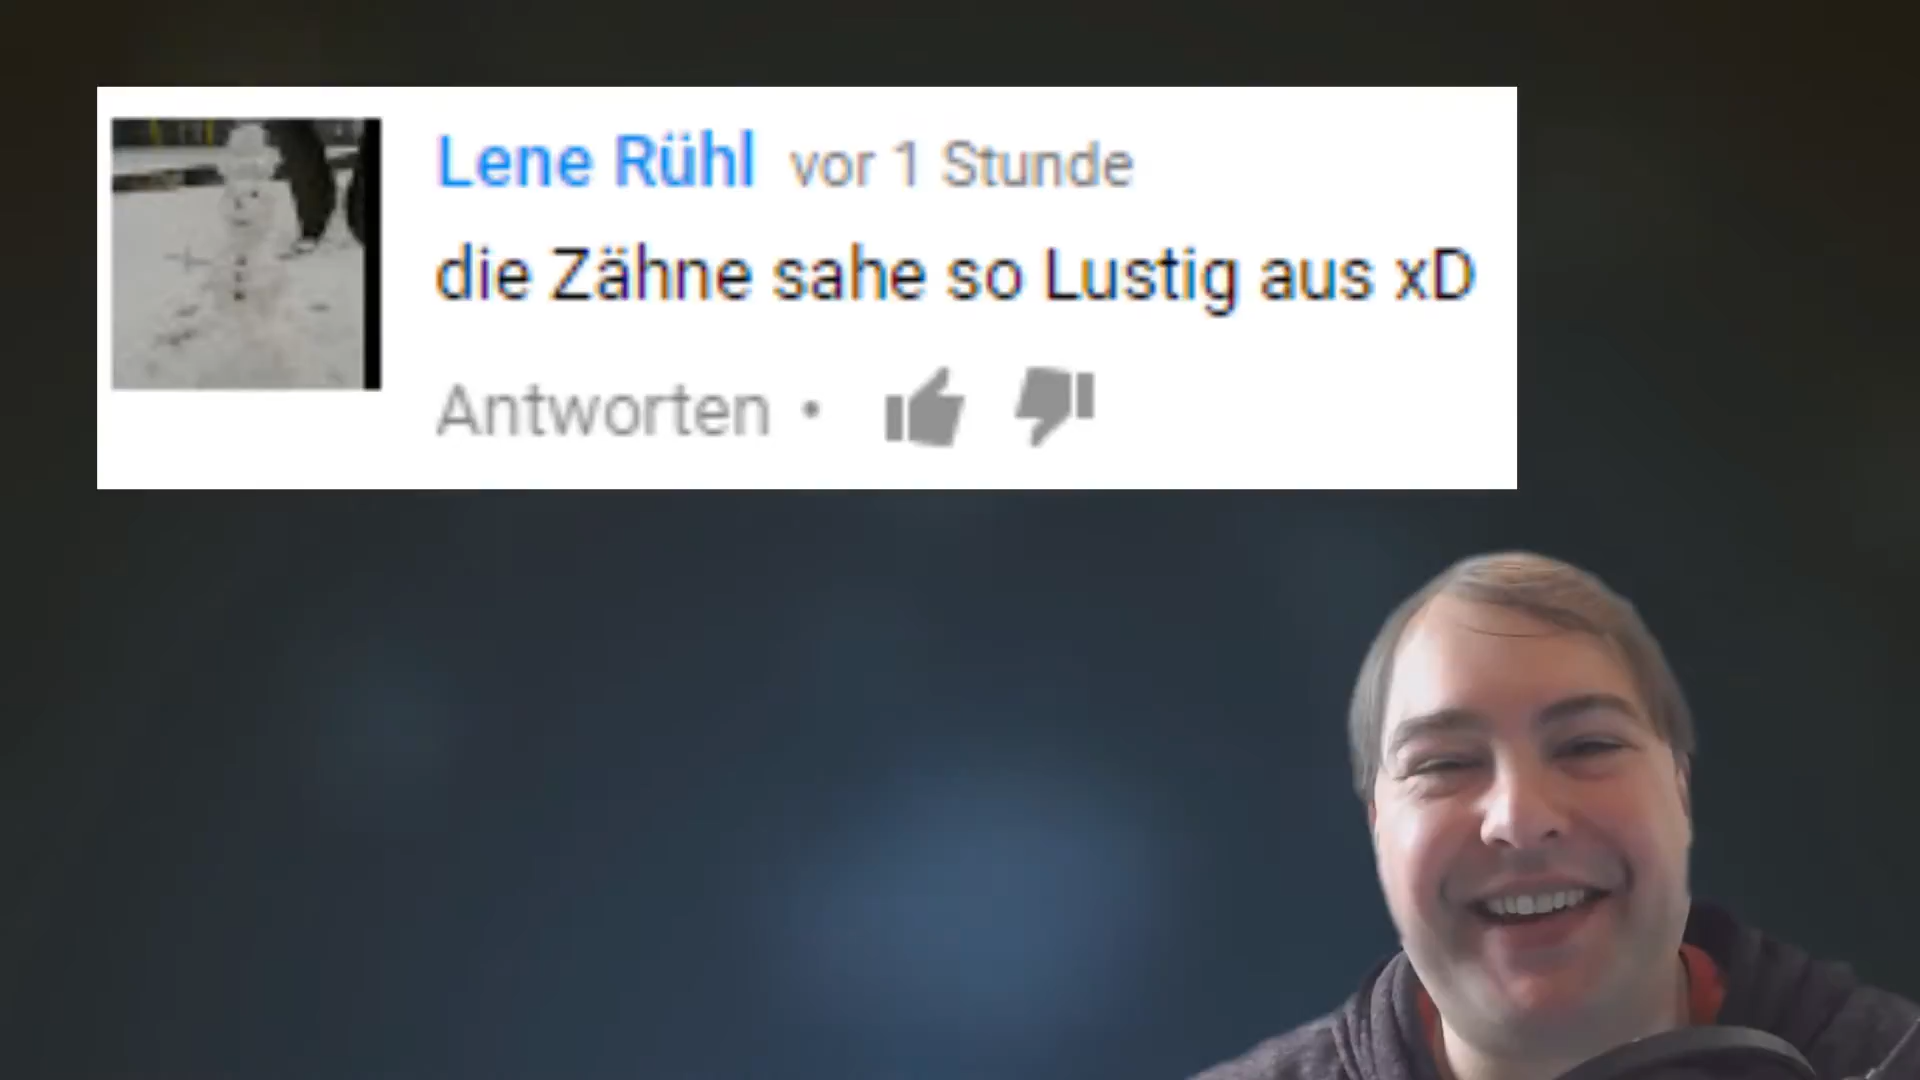 Lene Rühl vor 1 Stunde
die Zähne sahe so Lustig aus xD
Antworten •